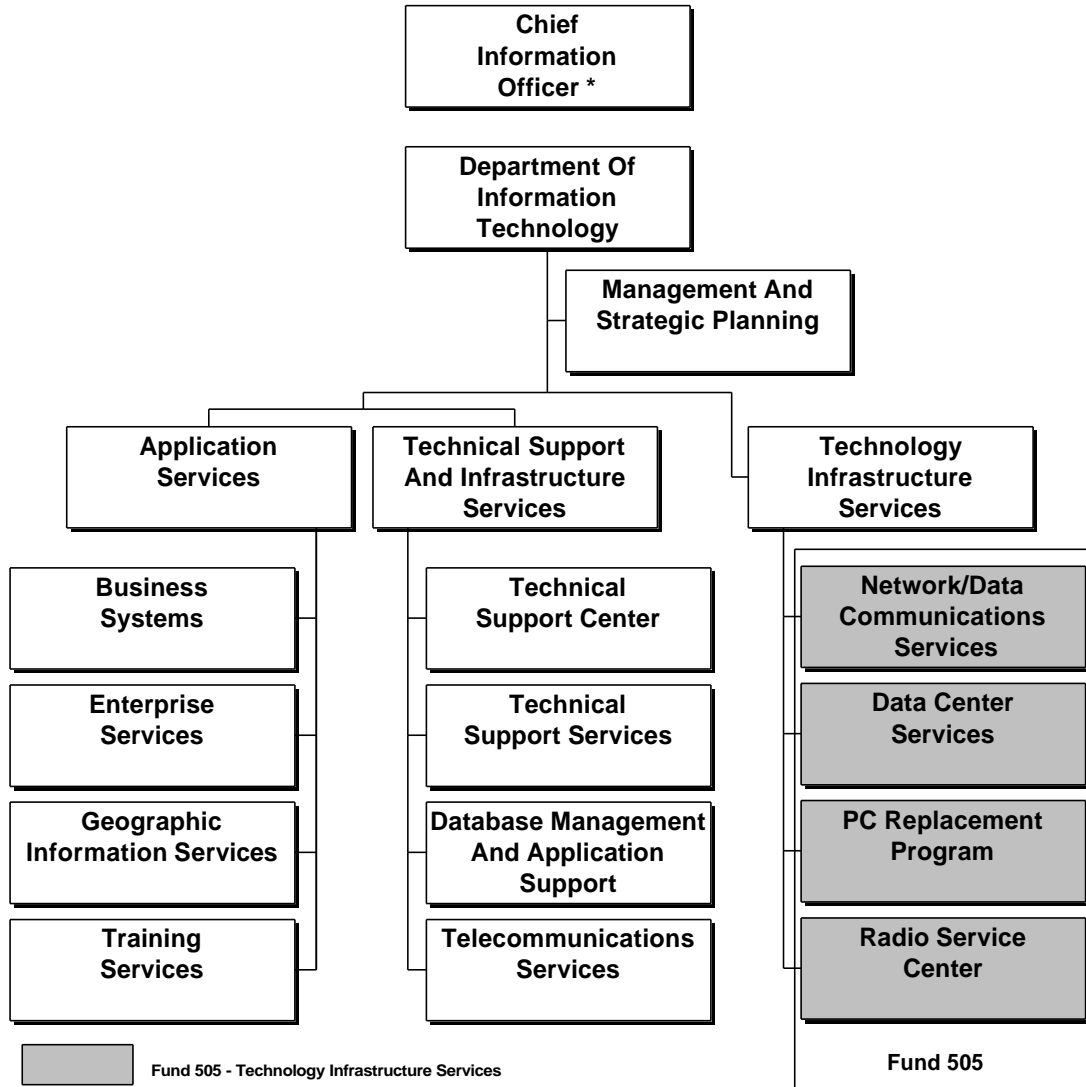 Chief
Information
Officer *
Department Of
Information
Technology
Management And
Strategic Planning
Application
Services
Technical Support
And Infrastructure
Services
Technology
Infrastructure
Services
Business
Systems
Enterprise
Services
Geographic
Information Services
Training
Services
Technical
Support Center
Technical
Support Services
Database Management
And Application
Support
Telecommunications
Services
Network/Data
Communications
Services
Data Center
Services
PC Replacement
Program
Radio Service
Center
Fund 505 - Technology Infrastructure Services
Fund 505